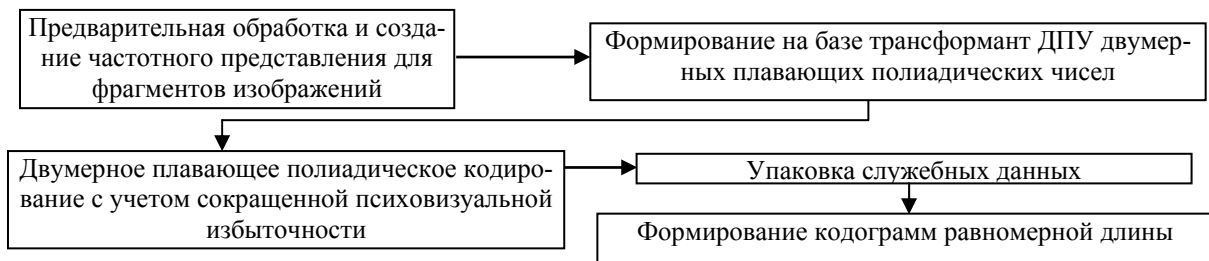 Предварительная обработка и созда-
ние частотного представления для
фрагментов изображений
Формирование на базе трансформант ДПУ двумер-
ных плавающих полиадических чисел
Двумерное плавающее полиадическое кодиро-
вание с учетом сокращенной психовизуальной
избыточности
Упаковка служебных данных
Формирование кодограмм равномерной длины